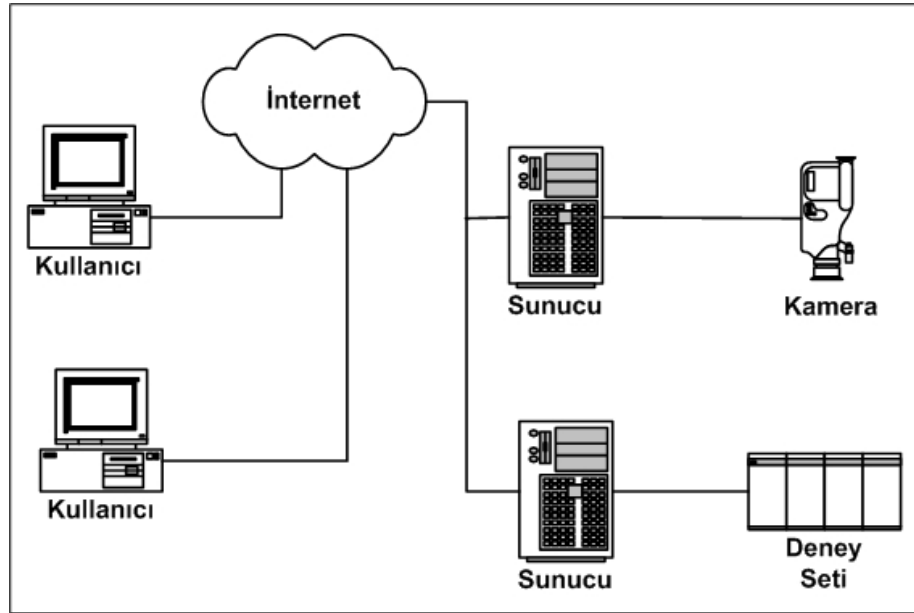 İnternet
Kullanıcı
Sunucu
Kamera
Kullanıcı
Sunucu
Deney
Seti